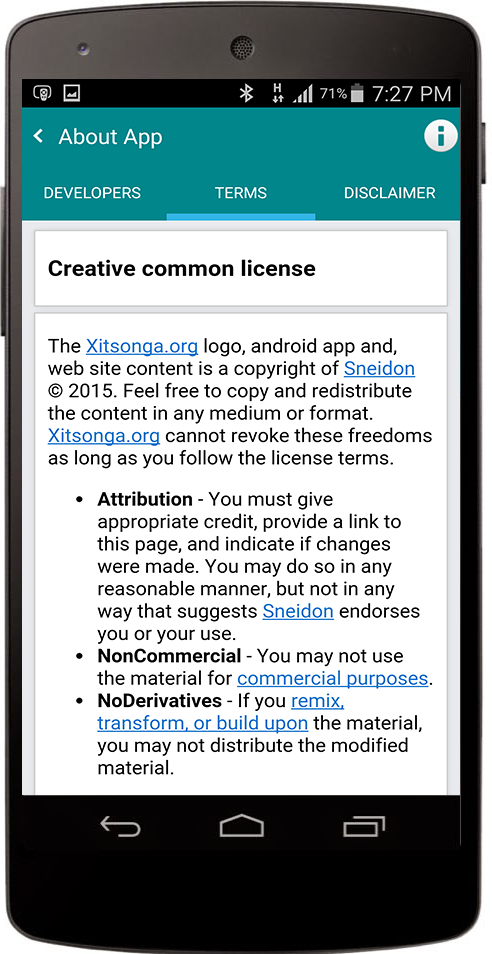 H 71% 7:27 PM
About App
DEVELOPERS TERMS DISCLAIMER
Creative common license
The Xitsonga.org logo, android app and,
web site content is a copyright of Sneidon
© 2015. Feel free to copy and redistribute
the content in any medium or format.
Xitsonga.org cannot revoke these freedoms
as long as you follow the license terms.
• Attribution - You must give
appropriate credit, provide a link to
this page, and indicate if changes
were made. You may do so in any
reasonable manner, but not in any
way that suggests Sneidon endorses
you or your use.
• NonCommercial - You may not use
the material for commercial purposes.
• NoDerivatives - If you remix,
transform, or build upon the material,
you may not distribute the modified
material.